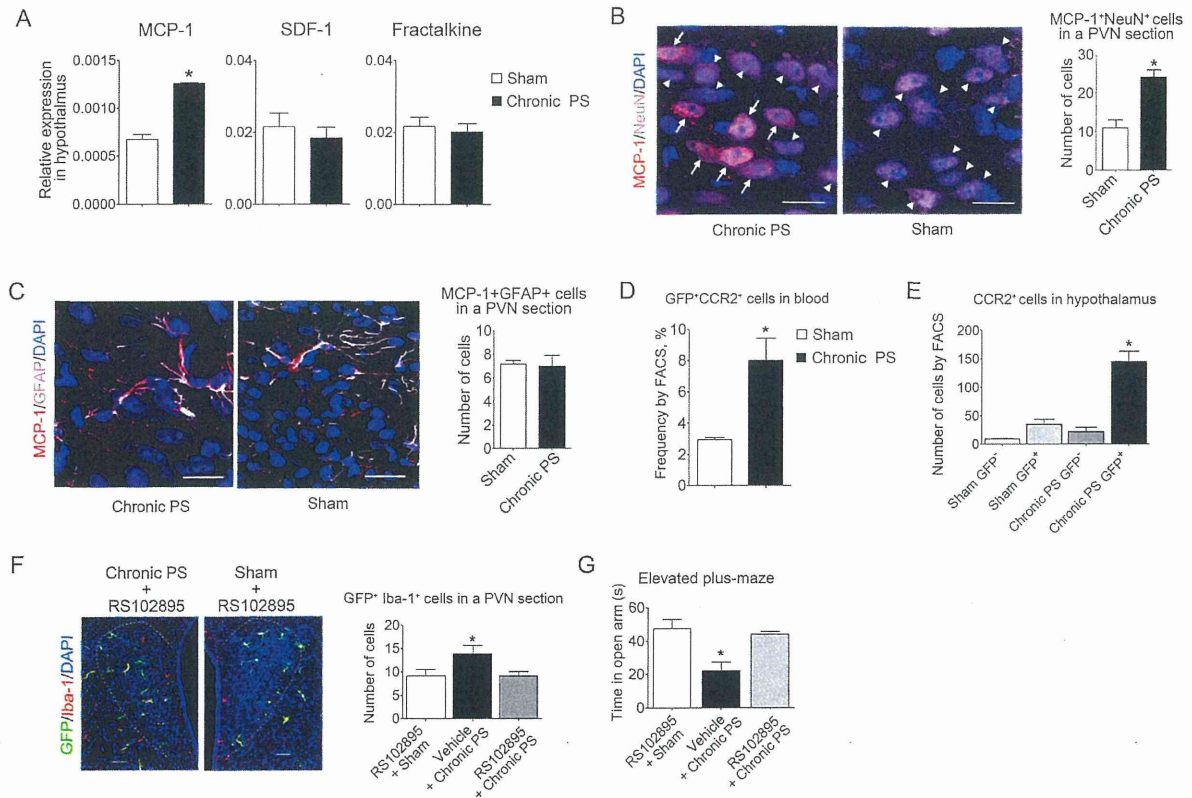 A
MCP-1
SDF-1
Fractalkine
Relative expression
in hypothalmus
0.0015
0.0010
0.0005
0.0000
*
0.04
0.02
0.00
0.04
0.02
0.00
Sham
Chronic PS
B
MCP-1/NeuN/DAPI
Chronic PS
Sham
MCP-1⁺NeuN⁺ cells
in a PVN section
Number of cells
30
20
10
0
*
Sham
Chronic PS
C
MCP-1/GFAP/DAPI
Chronic PS
Sham
MCP-1+GFAP+ cells
in a PVN section
Number of cells
10
8
6
4
2
0
Sham
Chronic PS
D
GFP⁺CCR2⁺ cells in blood
Frequency by FACS, %
10
8
6
4
2
0
*
Sham
Chronic PS
E
CCR2⁺ cells in hypothalamus
Number of cells by FACS
200
150
100
50
0
*
Sham GFP⁻
Sham GFP⁺
Chronic PS GFP⁻
Chronic PS GFP⁺
F
Chronic PS
+
RS102895
Sham
+
RS102895
GFP/Iba-1/DAPI
GFP⁺ Iba-1⁺ cells in a PVN section
Number of cells
20
15
10
5
0
*
RS102895
+ Sham
Vehicle
+ Chronic PS
RS102895
+ Chronic PS
G
Elevated plus-maze
Time in open arm (s)
60
40
20
0
*
RS102895
+ Sham
Vehicle
+ Chronic PS
RS102895
+ Chronic PS